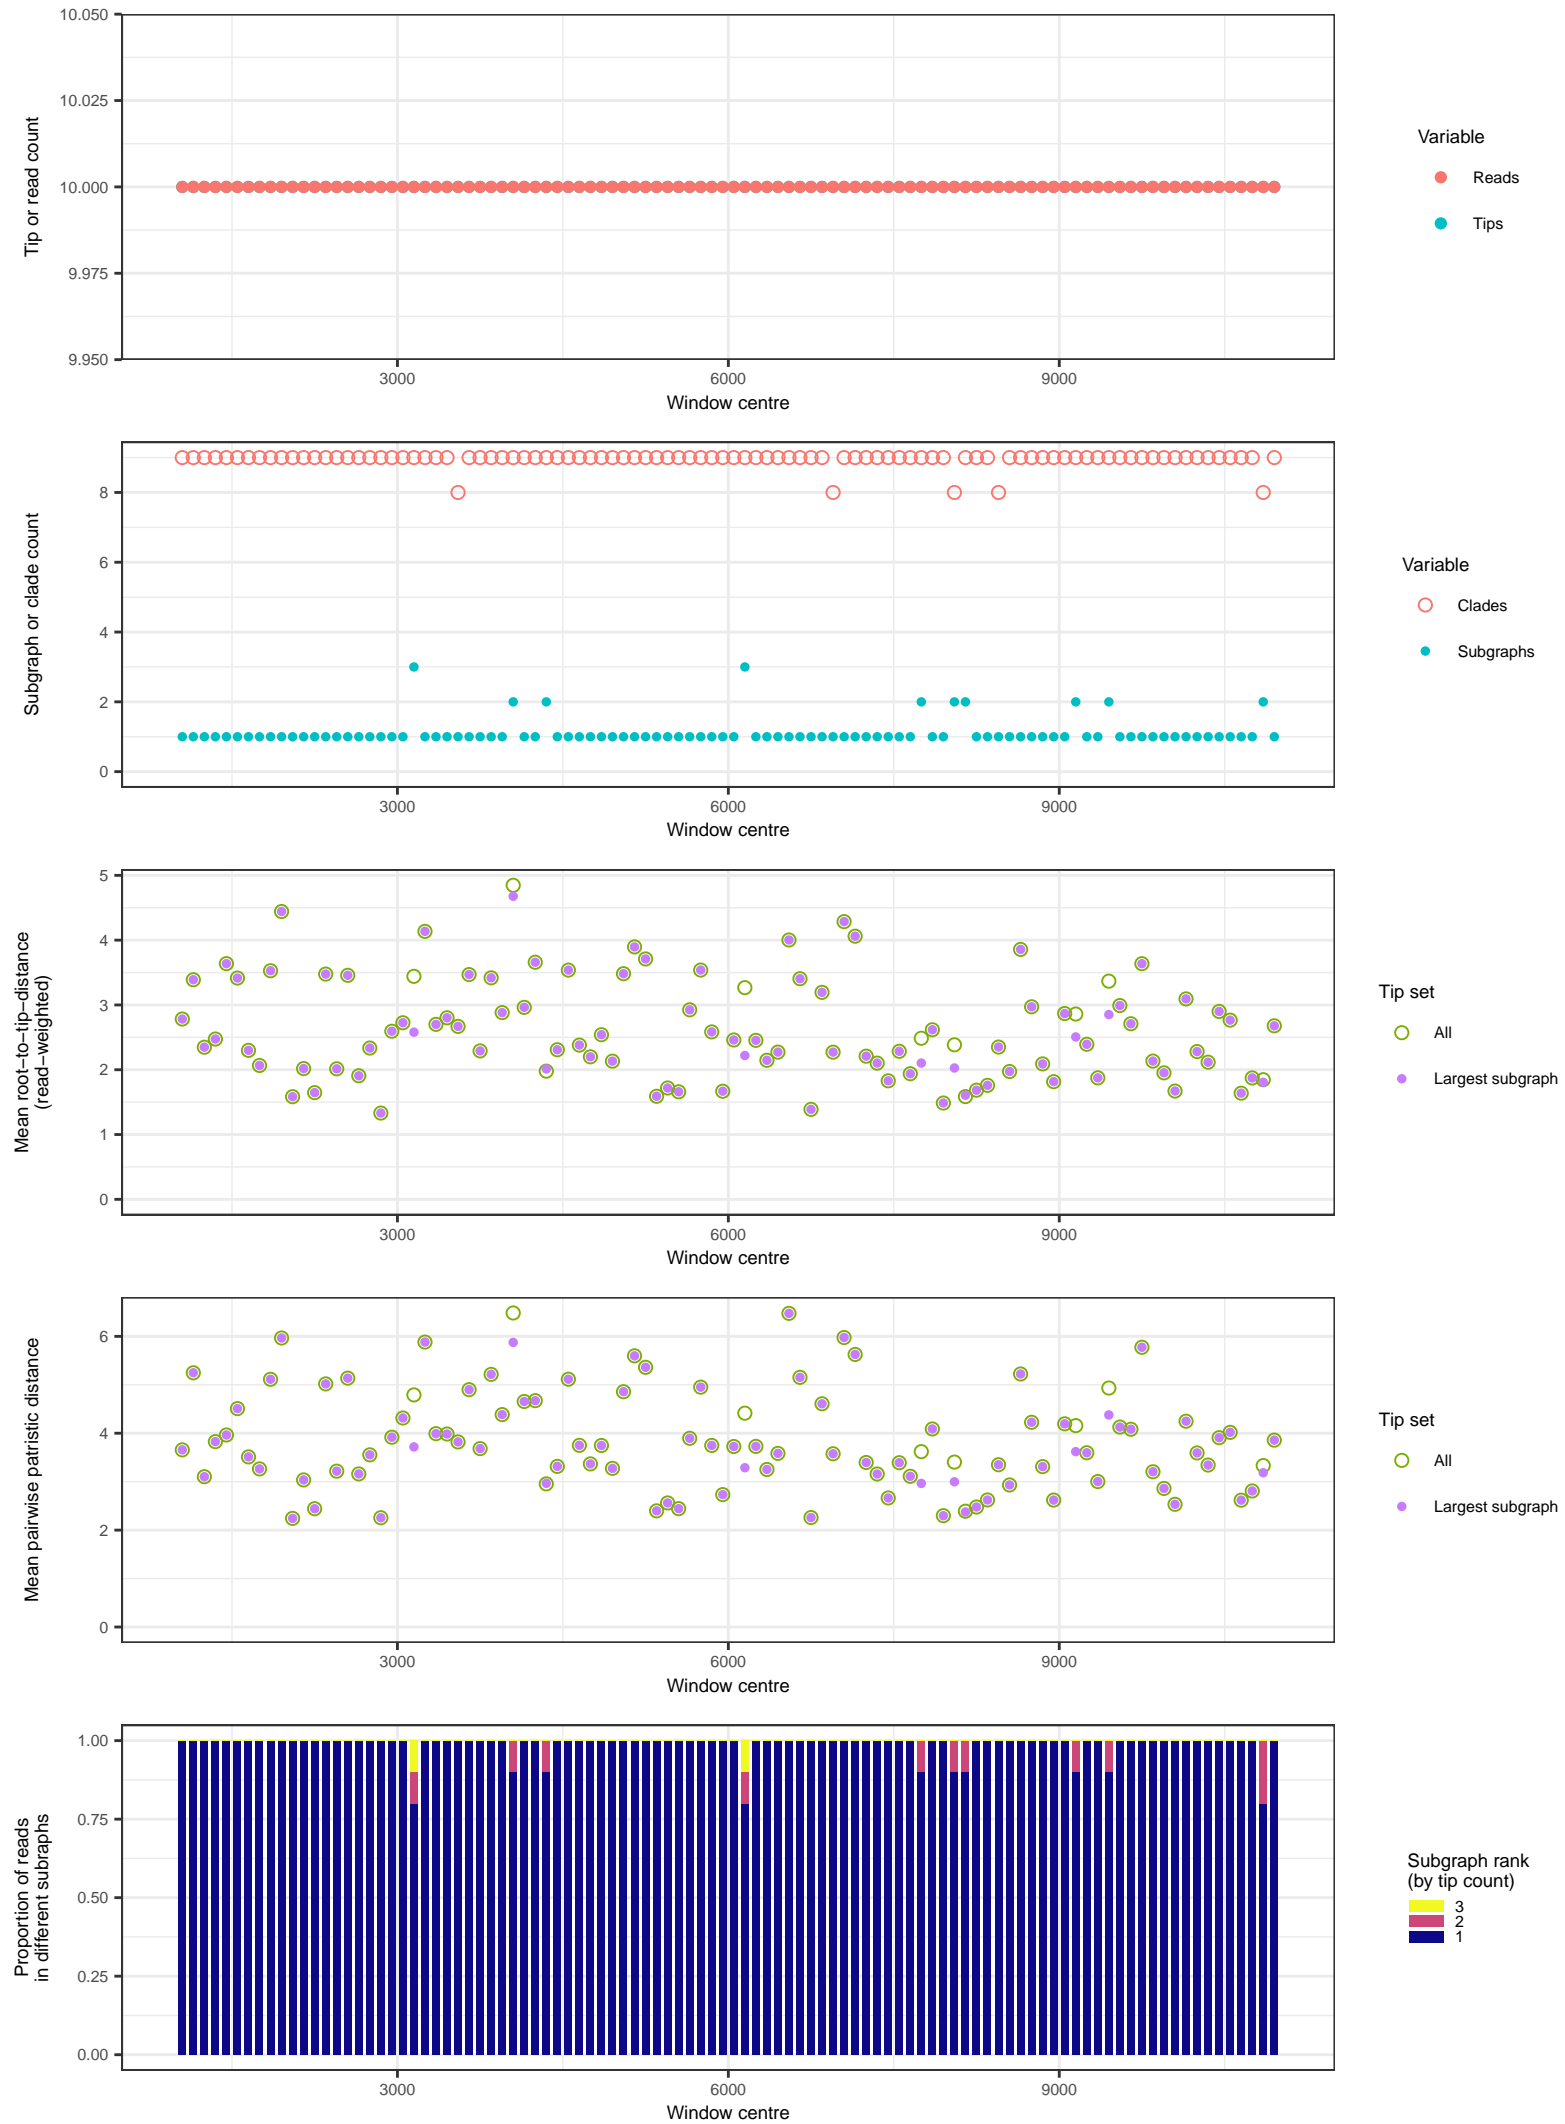 10.050
10.025
10.000
9.975
9.950
Tip or read count
3000
6000
9000
Window centre
Variable
Reads
Tips
8
6
4
2
0
Subgraph or clade count
3000
6000
9000
Window centre
Variable
Clades
Subgraphs
5
4
3
2
1
0
Mean root−to−tip−distance
(read−weighted)
3000
6000
9000
Window centre
Tip set
All
Largest subgraph
6
4
2
0
Mean pairwise patristic distance
3000
6000
9000
Window centre
Tip set
All
Largest subgraph
1.00
0.75
0.50
0.25
0.00
Proportion of reads
in different subraphs
3000
6000
9000
Window centre
Subgraph rank
(by tip count)
3
2
1